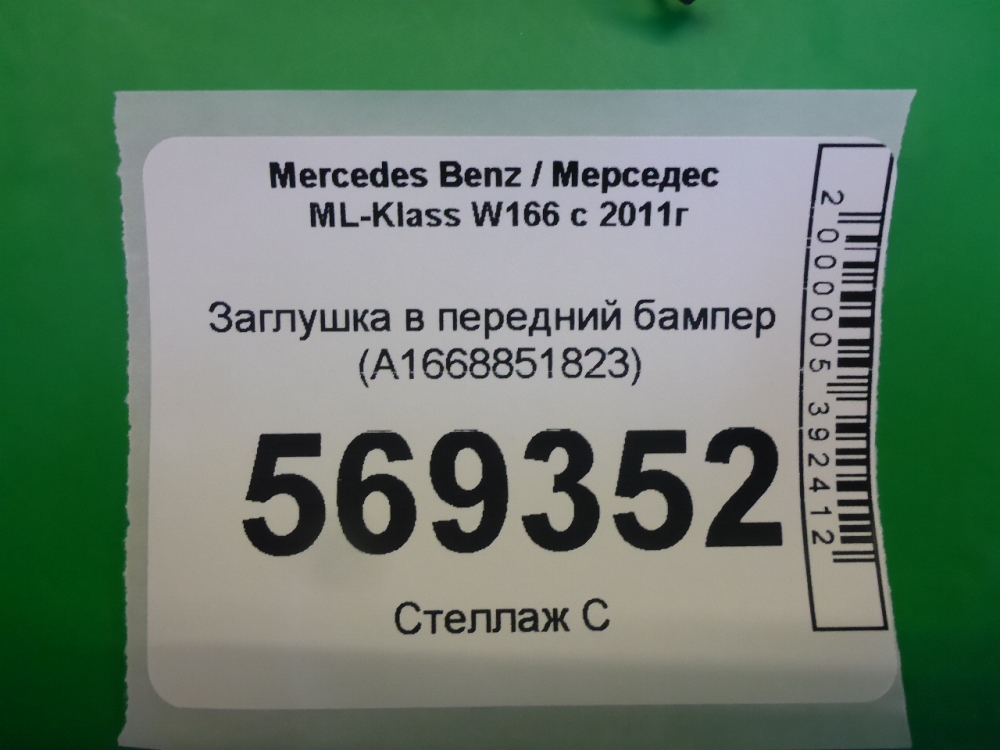 Mercedes Benz / Мерседес
ML-Klass W166 с 2011г
Заглушка в передний бампер
(A1668851823)
569352
Стеллаж С
2 000005 392412